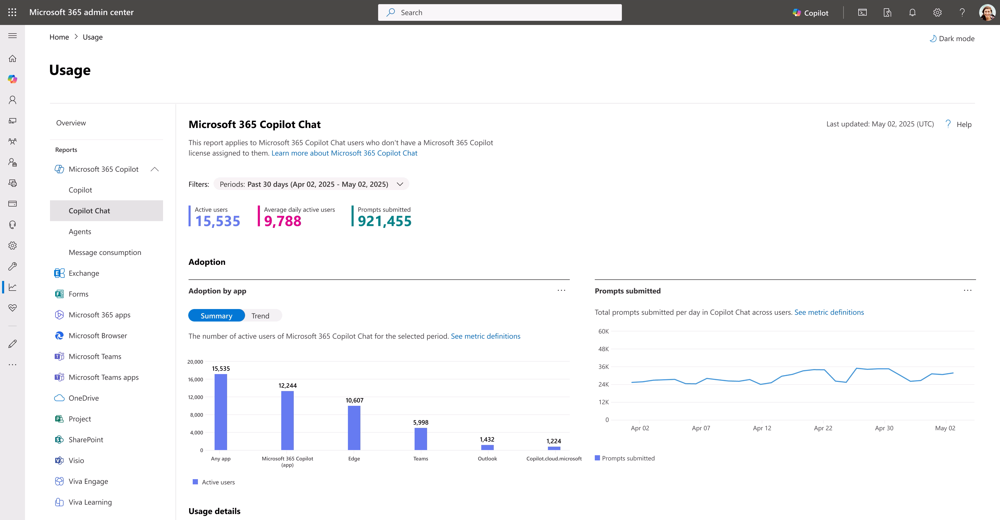 Microsoft 365 admin center
Search
Copilot
Home > Usage
Dark mode
Usage
Overview
Reports
Microsoft 365 Copilot
Copilot
Copilot Chat
Agents
Message consumption
Exchange
Forms
Microsoft 365 apps
Microsoft Browser
Microsoft Teams
Microsoft Teams apps
OneDrive
Project
SharePoint
Visio
Viva Engage
Viva Learning
Microsoft 365 Copilot Chat
Last updated: May 02, 2025 (UTC)
? Help
This report applies to Microsoft 365 Copilot Chat users who don't have a Microsoft 365 Copilot
license assigned to them. Learn more about Microsoft 365 Copilot Chat
Filters:
Periods: Past 30 days (Apr 02, 2025 - May 02, 2025)
Active users
15,535
Average daily active users
9,788
Prompts submitted
921,455
Adoption
Adoption by app
...
Summary
Trend
The number of active users of Microsoft 365 Copilot Chat for the selected period. See metric definitions
20,000
16,000
12,000
8,000
4,000
0
15,535
12,244
10,607
5,998
1,432
1,224
Any app
Microsoft 365 Copilot
(app)
Edge
Teams
Outlook
Copilot.cloud.microsoft
Active users
Prompts submitted
...
Total prompts submitted per day in Copilot Chat across users. See metric definitions
60K
48K
36K
24K
12K
0
Apr 02
Apr 07
Apr 12
Apr 22
Apr 30
May 02
Prompts submitted
Usage details